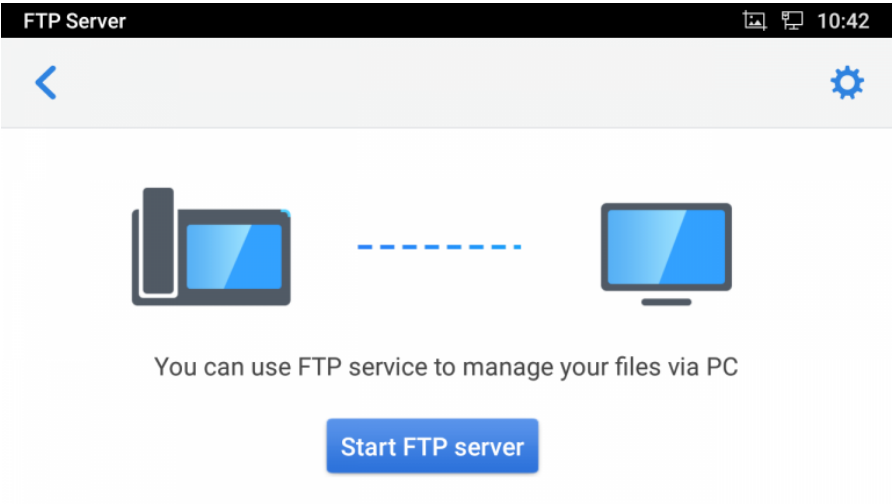 FTP Server 10:42
You can use FTP service to manage your files via PC
Start FTP server